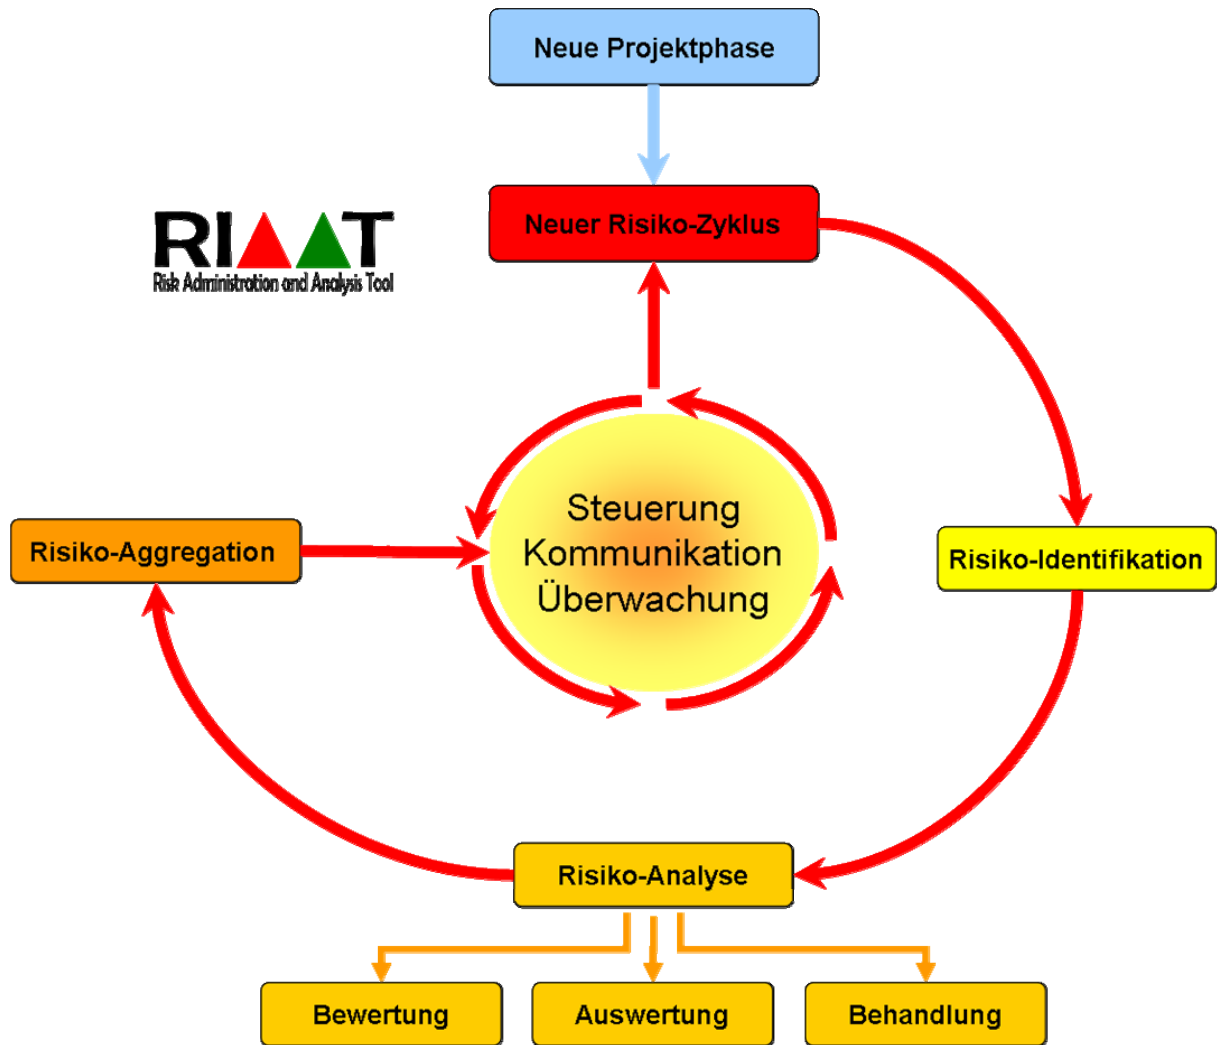 Neue Projektphase
Neuer Risiko-Zyklus
RIAAT
Risk Administration and Analysis Tool
Steuerung
Kommunikation
Überwachung
Risiko-Aggregation
Risiko-Identifikation
Risiko-Analyse
Bewertung
Auswertung
Behandlung